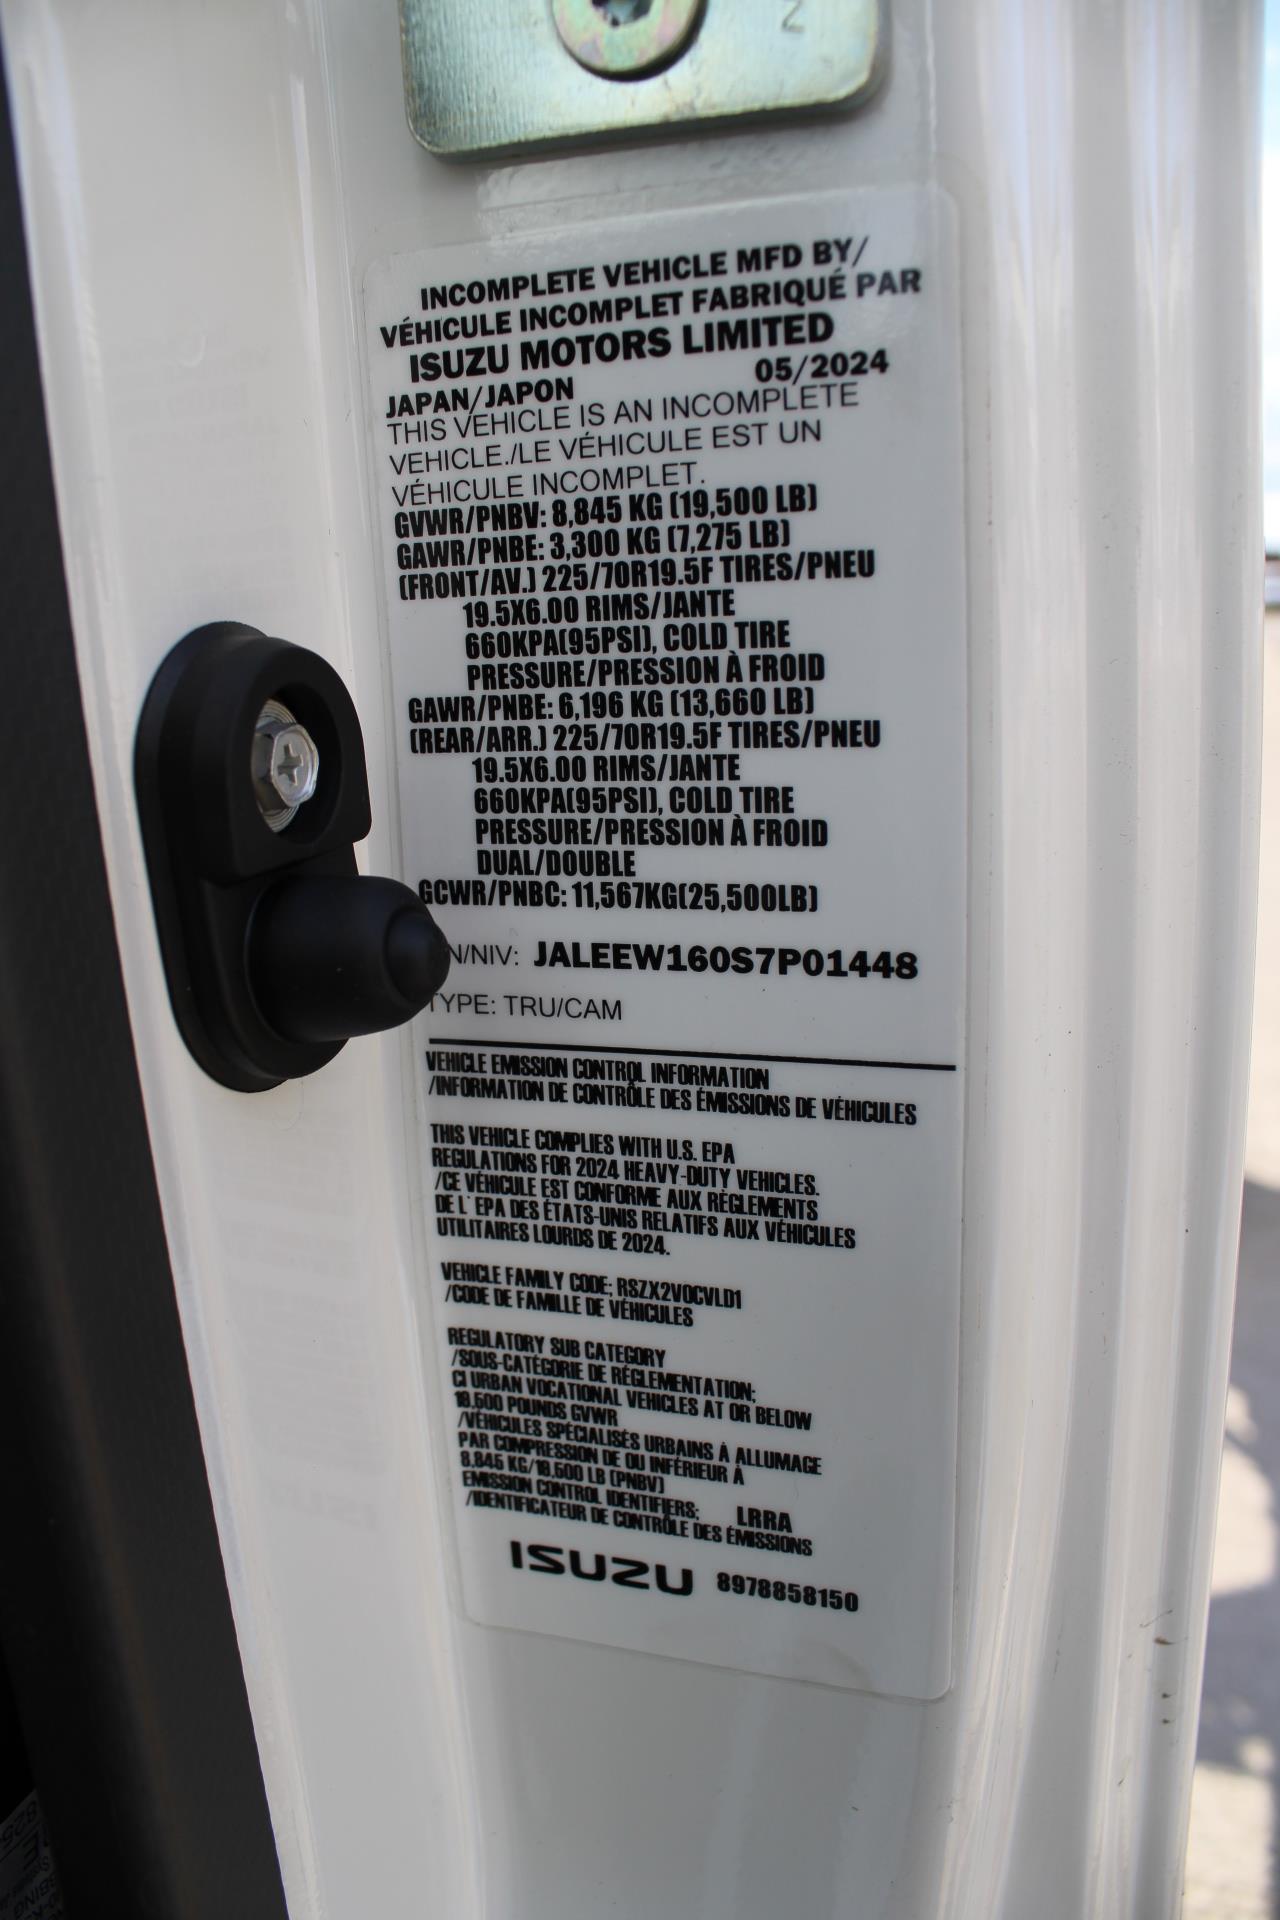 Z
INCOMPLETE VEHICLE MFD BY/
VÉHICULE INCOMPLET FABRIQUÉ PAR
ISUZU MOTORS LIMITED
JAPAN/JAPON 05/2024
THIS VEHICLE IS AN INCOMPLETE
VEHICLE./LE VÉHICULE EST UN
VÉHICULE INCOMPLET.
GVWR/PNBV: 8,845 KG (19,500 LB)
GAWR/PNBE: 3,300 KG (7,275 LB)
(FRONT/AV.) 225/70R19.5F TIRES/PNEU
19.5X6.00 RIMS/JANTE
660KPA(95PSI), COLD TIRE
PRESSURE/PRESSION À FROID
GAWR/PNBE: 6,196 KG (13,660 LB)
(REAR/ARR.) 225/70R19.5F TIRES/PNEU
19.5X6.00 RIMS/JANTE
660KPA(95PSI), COLD TIRE
PRESSURE/PRESSION À FROID
DUAL/DOUBLE
GCWR/PNBC: 11,567KG(25,500LB)
N/NIV: JALEEW160S7P01448
TYPE: TRU/CAM
VEHICLE EMISSION CONTROL INFORMATION
/INFORMATION DE CONTRÔLE DES ÉMISSIONS DE VÉHICULES
THIS VEHICLE COMPLIES WITH U.S. EPA
REGULATIONS FOR 2024 HEAVY-DUTY VEHICLES.
/CE VÉHICULE EST CONFORME AUX RÈGLEMENTS
DE L'EPA DES ÉTATS-UNIS RELATIFS AUX VÉHICULES
UTILITAIRES LOURDS DE 2024.
VEHICLE FAMILY CODE; RSZX2VOCVLD1
/CODE DE FAMILLE DE VÉHICULES
REGULATORY SUB CATEGORY
/SOUS-CATÉGORIE DE RÉGLEMENTATION;
CI URBAN VOCATIONAL VEHICLES AT OR BELOW
19,500 POUNDS GVWR
/VÉHICULES SPÉCIALISÉS URBAINS À ALLUMAGE
PAR COMPRESSION DE OU INFÉRIEUR À
8,845 KG/19,500 LB (PNBV)
EMISSION CONTROL IDENTIFIERS; LRRA
/IDENTIFICATEUR DE CONTRÔLE DES ÉMISSIONS
ISUZU 8978858150